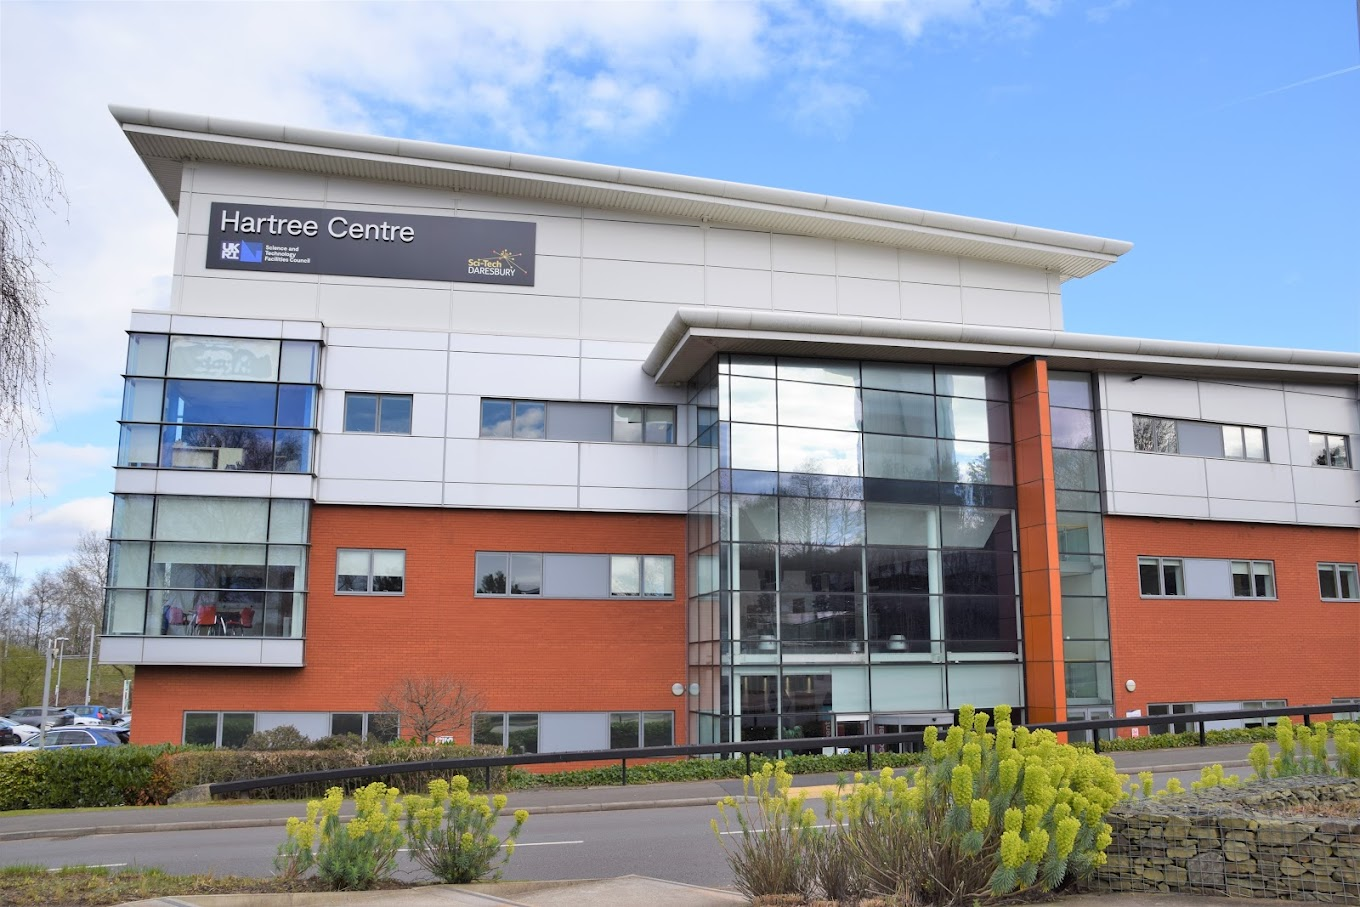 Hartree Centre
UK
RI
Science and
Technology
Facilities Council
Sci-Tech
DARESBURY